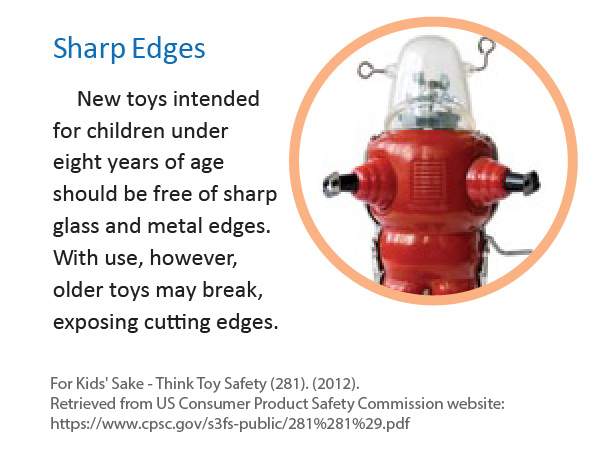 Sharp Edges
New toys intended
for children under
eight years of age
should be free of sharp
glass and metal edges.
With use, however,
older toys may break,
exposing cutting edges.
For Kids' Sake - Think Toy Safety (281). (2012).
Retrieved from US Consumer Product Safety Commission website:
https://www.cpsc.gov/s3fs-public/281%281%29.pdf